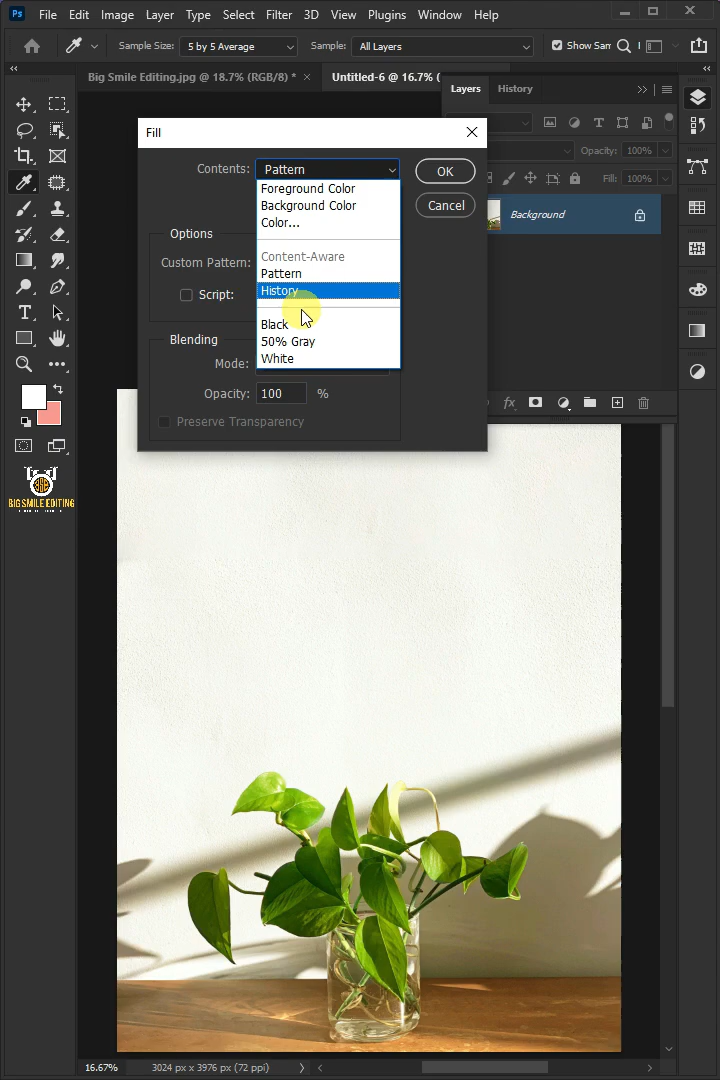 Ps File Edit Image Layer Type Select Filter 3D View Plugins Window Help
Sample Size: 5 by 5 Average Sample: All Layers Show Sam
Big Smile Editing.jpg @ 18.7% (RGB/8) * × Untitled-6 @ 16.7% (
Layers History
Fill
Contents: Pattern OK
Opacity: 100%
Fill: 100%
Foreground Color
Background Color Cancel
Color...
Background
Options
Content-Aware
Custom Pattern: Pattern
Script: History
Black
Blending 50% Gray
Mode: White
Opacity: 100 %
fx
Preserve Transparency
BIG SMILE EDITING
16.67% 3024 px x 3976 px (72 ppi)